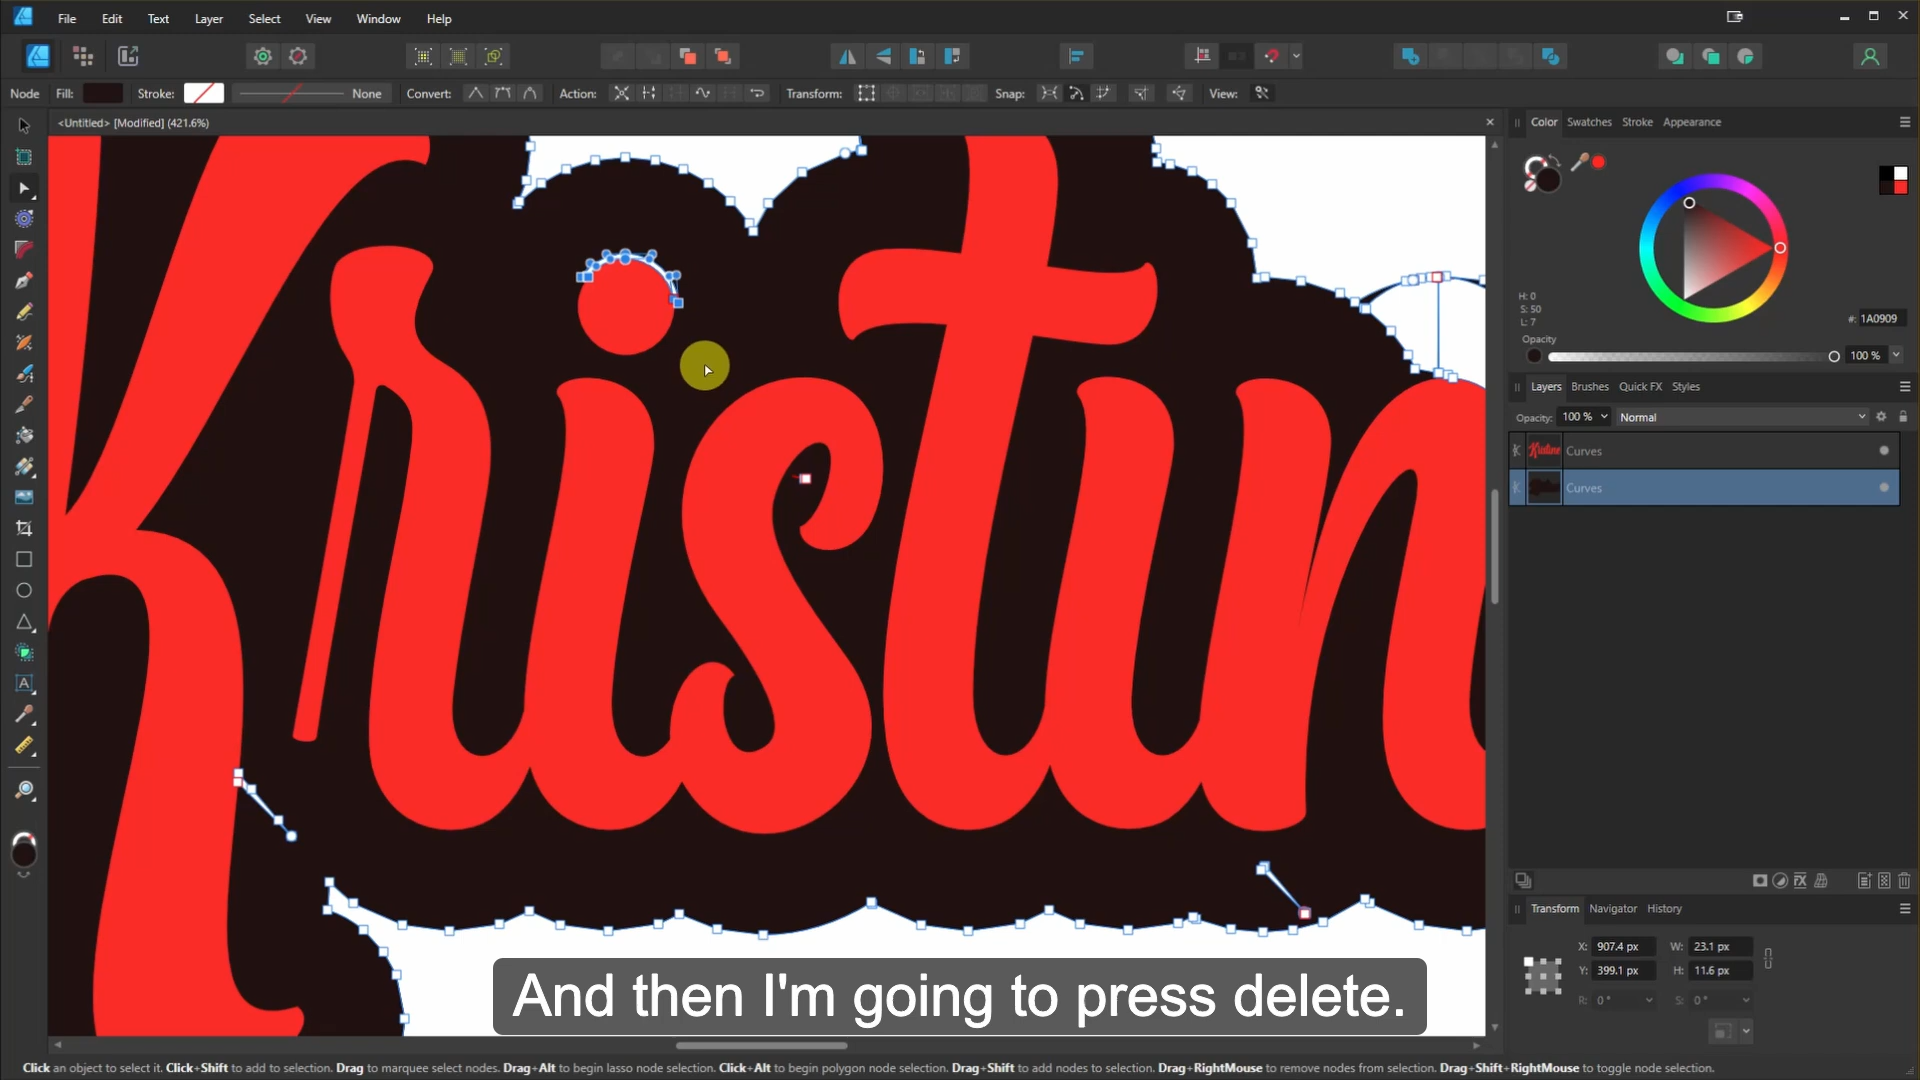 File Edit Text Layer Select View Window Help
Node Fill: Stroke: None Convert: Action: Transform: Snap: View:
<Untitled> [Modified] (421.6%)
Color Swatches Stroke Appearance
H: 0
S: 50
L: 7
#: 1A0909
Opacity
100 %
Layers Brushes Quick FX Styles
Opacity: 100 % Normal
Curves
Curves
Transform Navigator History
X: 907.4 px W: 23.1 px
Y: 399.1 px H: 11.6 px
R: 0 ° S: 0 °
Kristin
And then I'm going to press delete.
Click an object to select it. Click+Shift to add to selection. Drag to marquee select nodes. Drag+Alt to begin lasso node selection. Click+Alt to begin polygon node selection. Drag+Shift to add nodes to selection. Drag+RightMouse to remove nodes from selection. Drag+Shift+RightMouse to toggle node selection.